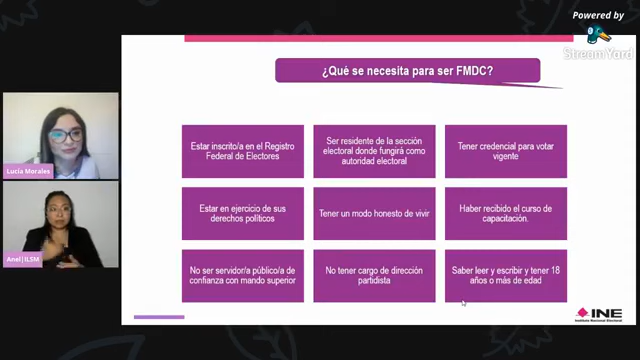 Powered by
StreamYard
¿Qué se necesita para ser FMDC?
Estar inscrito/a en el Registro
Federal de Electores
Ser residente de la sección
electoral donde fungirá como
autoridad electoral
Tener credencial para votar
vigente
Estar en ejercicio de sus
derechos políticos
Tener un modo honesto de vivir
Haber recibido el curso de
capacitación.
No ser servidor/a público/a de
confianza con mando superior
No tener cargo de dirección
partidista
Saber leer y escribir y tener 18
años o más de edad
Lucía Morales
Anel|ILSM
INE
Instituto Nacional Electoral